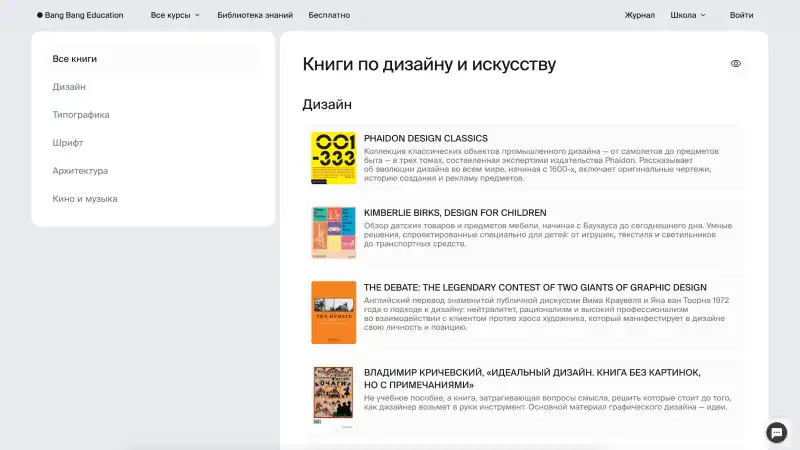 Bang Bang Education
Все курсы
Библиотека знаний
Бесплатно
Журнал
Школа
Войти
Все книги
Дизайн
Типографика
Шрифт
Архитектура
Кино и музыка
Книги по дизайну и искусству
Дизайн
001
-333
PHAIDON DESIGN CLASSICS
Коллекция классических объектов промышленного дизайна — от самолетов до предметов
быта — в трех томах, составленная экспертами издательства Phaidon. Рассказывает
об эволюции дизайна во всем мире, начиная с 1600-х, включает оригинальные чертежи,
историю создания и рекламу предметов.
KIMBERLIE BIRKS, DESIGN FOR CHILDREN
Обзор детских товаров и предметов мебели, начиная с Баухауса до сегодняшнего дня. Умные
решения, спроектированные специально для детей: от игрушек, текстиля и светильников
до транспортных средств.
THE DEBATE
THE DEBATE: THE LEGENDARY CONTEST OF TWO GIANTS OF GRAPHIC DESIGN
Английский перевод знаменитой публичной дискуссии Вима Краувеля и Яна ван Тоорна 1972
года о подходе к дизайну: нейтралитет, рационализм и высокий профессионализм
во взаимодействии с клиентом против хаоса художника, который манифестирует в дизайне
свою личность и позицию.
ОЧАГИ
ВЛАДИМИР КРИЧЕВСКИЙ, «ИДЕАЛЬНЫЙ ДИЗАЙН. КНИГА БЕЗ КАРТИНОК,
НО С ПРИМЕЧАНИЯМИ»
Не учебное пособие, а книга, затрагивающая вопросы смысла, решить которые стоит до того,
как дизайнер возьмет в руки инструмент. Основной материал графического дизайна — идеи.